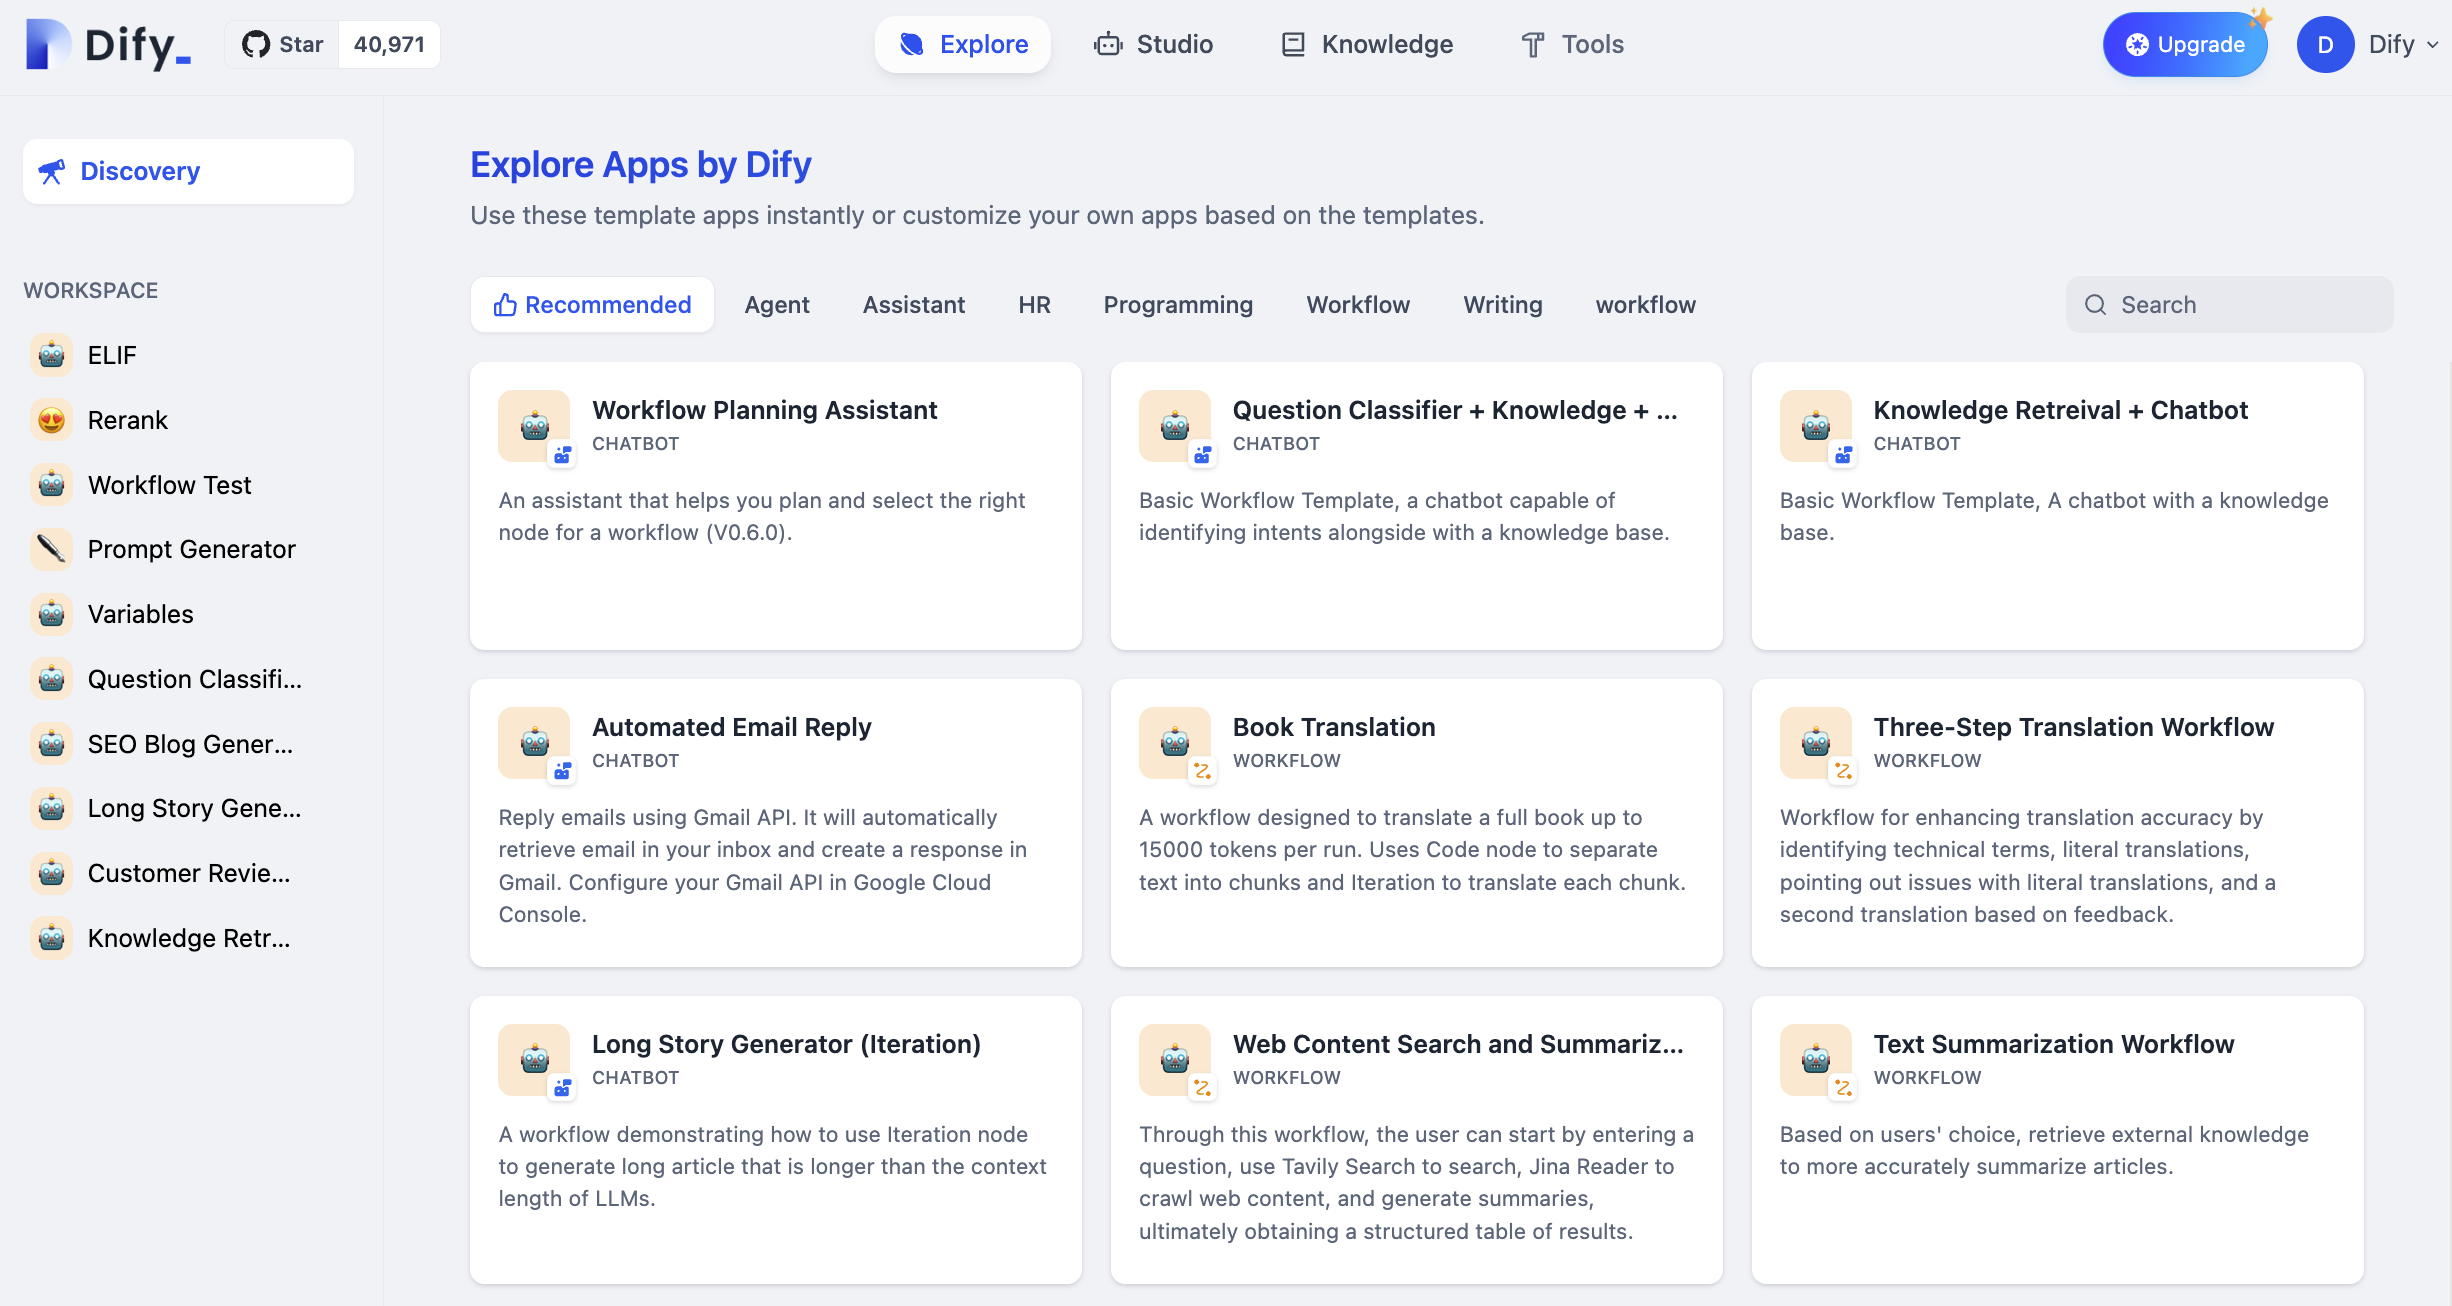 Dify_
Star 40,971
Explore
Studio
Knowledge
Tools
Upgrade
D
Dify
Discovery
WORKSPACE
ELIF
Rerank
Workflow Test
Prompt Generator
Variables
Question Classifi...
SEO Blog Gener...
Long Story Gene...
Customer Revie...
Knowledge Retr...
Explore Apps by Dify
Use these template apps instantly or customize your own apps based on the templates.
Recommended
Agent
Assistant
HR
Programming
Workflow
Writing
workflow
Search
Workflow Planning Assistant
CHATBOT
An assistant that helps you plan and select the right
node for a workflow (V0.6.0).
Question Classifier + Knowledge + ...
CHATBOT
Basic Workflow Template, a chatbot capable of
identifying intents alongside with a knowledge base.
Knowledge Retreival + Chatbot
CHATBOT
Basic Workflow Template, A chatbot with a knowledge
base.
Automated Email Reply
CHATBOT
Reply emails using Gmail API. It will automatically
retrieve email in your inbox and create a response in
Gmail. Configure your Gmail API in Google Cloud
Console.
Book Translation
WORKFLOW
A workflow designed to translate a full book up to
15000 tokens per run. Uses Code node to separate
text into chunks and Iteration to translate each chunk.
Three-Step Translation Workflow
WORKFLOW
Workflow for enhancing translation accuracy by
identifying technical terms, literal translations,
pointing out issues with literal translations, and a
second translation based on feedback.
Long Story Generator (Iteration)
CHATBOT
A workflow demonstrating how to use Iteration node
to generate long article that is longer than the context
length of LLMs.
Web Content Search and Summariz...
WORKFLOW
Through this workflow, the user can start by entering a
question, use Tavily Search to search, Jina Reader to
crawl web content, and generate summaries,
ultimately obtaining a structured table of results.
Text Summarization Workflow
WORKFLOW
Based on users' choice, retrieve external knowledge
to more accurately summarize articles.